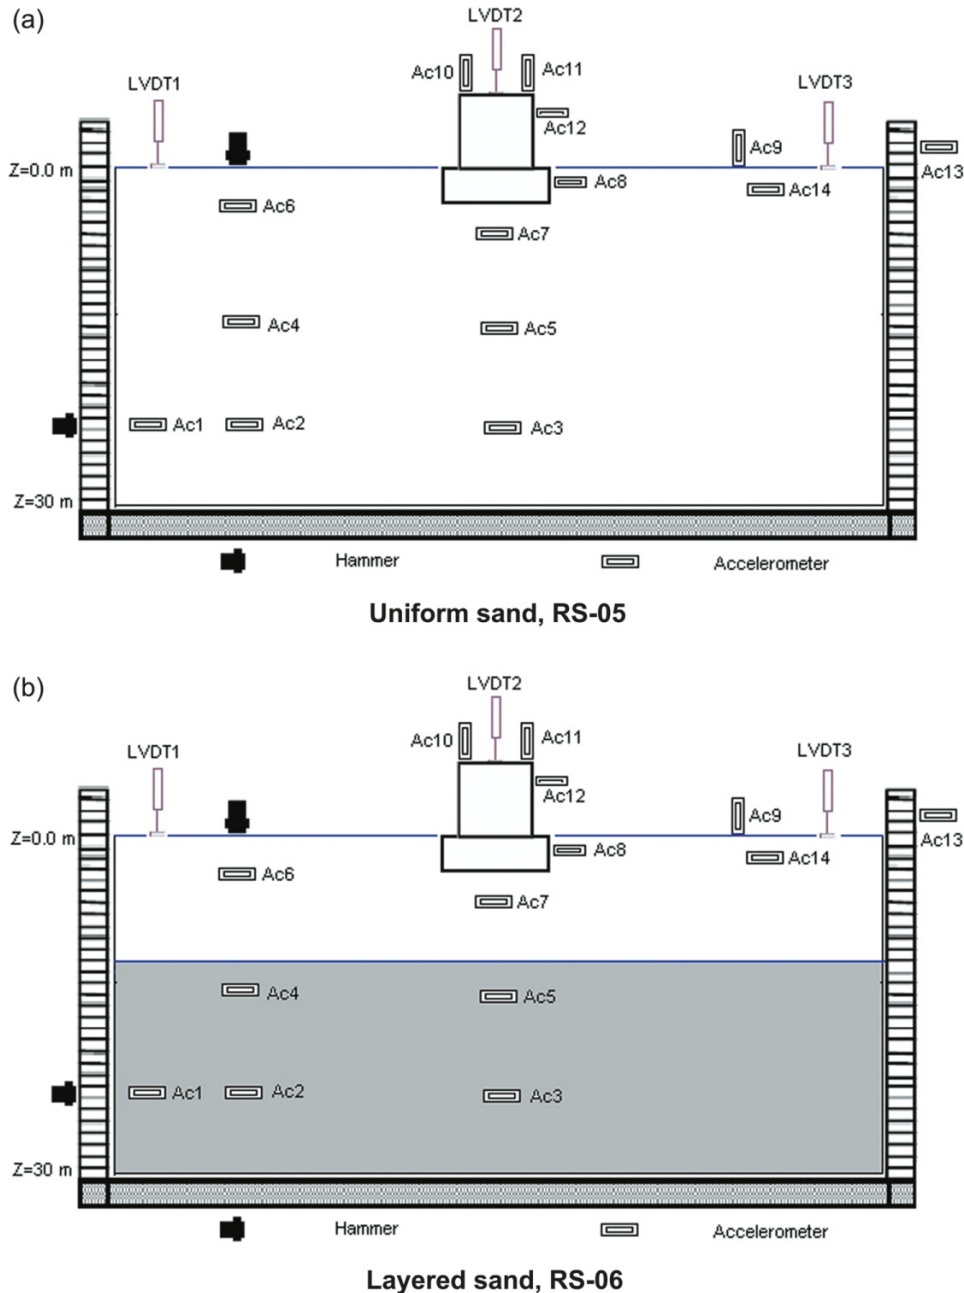 (a)
LVDT2
Ac10
Ac11
LVDT1
LVDT3
Ac12
Ac9
Z=0.0 m
Ac13
Ac8
Ac14
Ac6
Ac7
Ac4
Ac5
Ac1
Ac2
Ac3
Z=30 m
Hammer
Accelerometer
Uniform sand, RS-05
(b)
LVDT2
Ac10
Ac11
LVDT1
LVDT3
Ac12
Ac9
Z=0.0 m
Ac13
Ac8
Ac14
Ac6
Ac7
Ac4
Ac5
Ac1
Ac2
Ac3
Z=30 m
Hammer
Accelerometer
Layered sand, RS-06